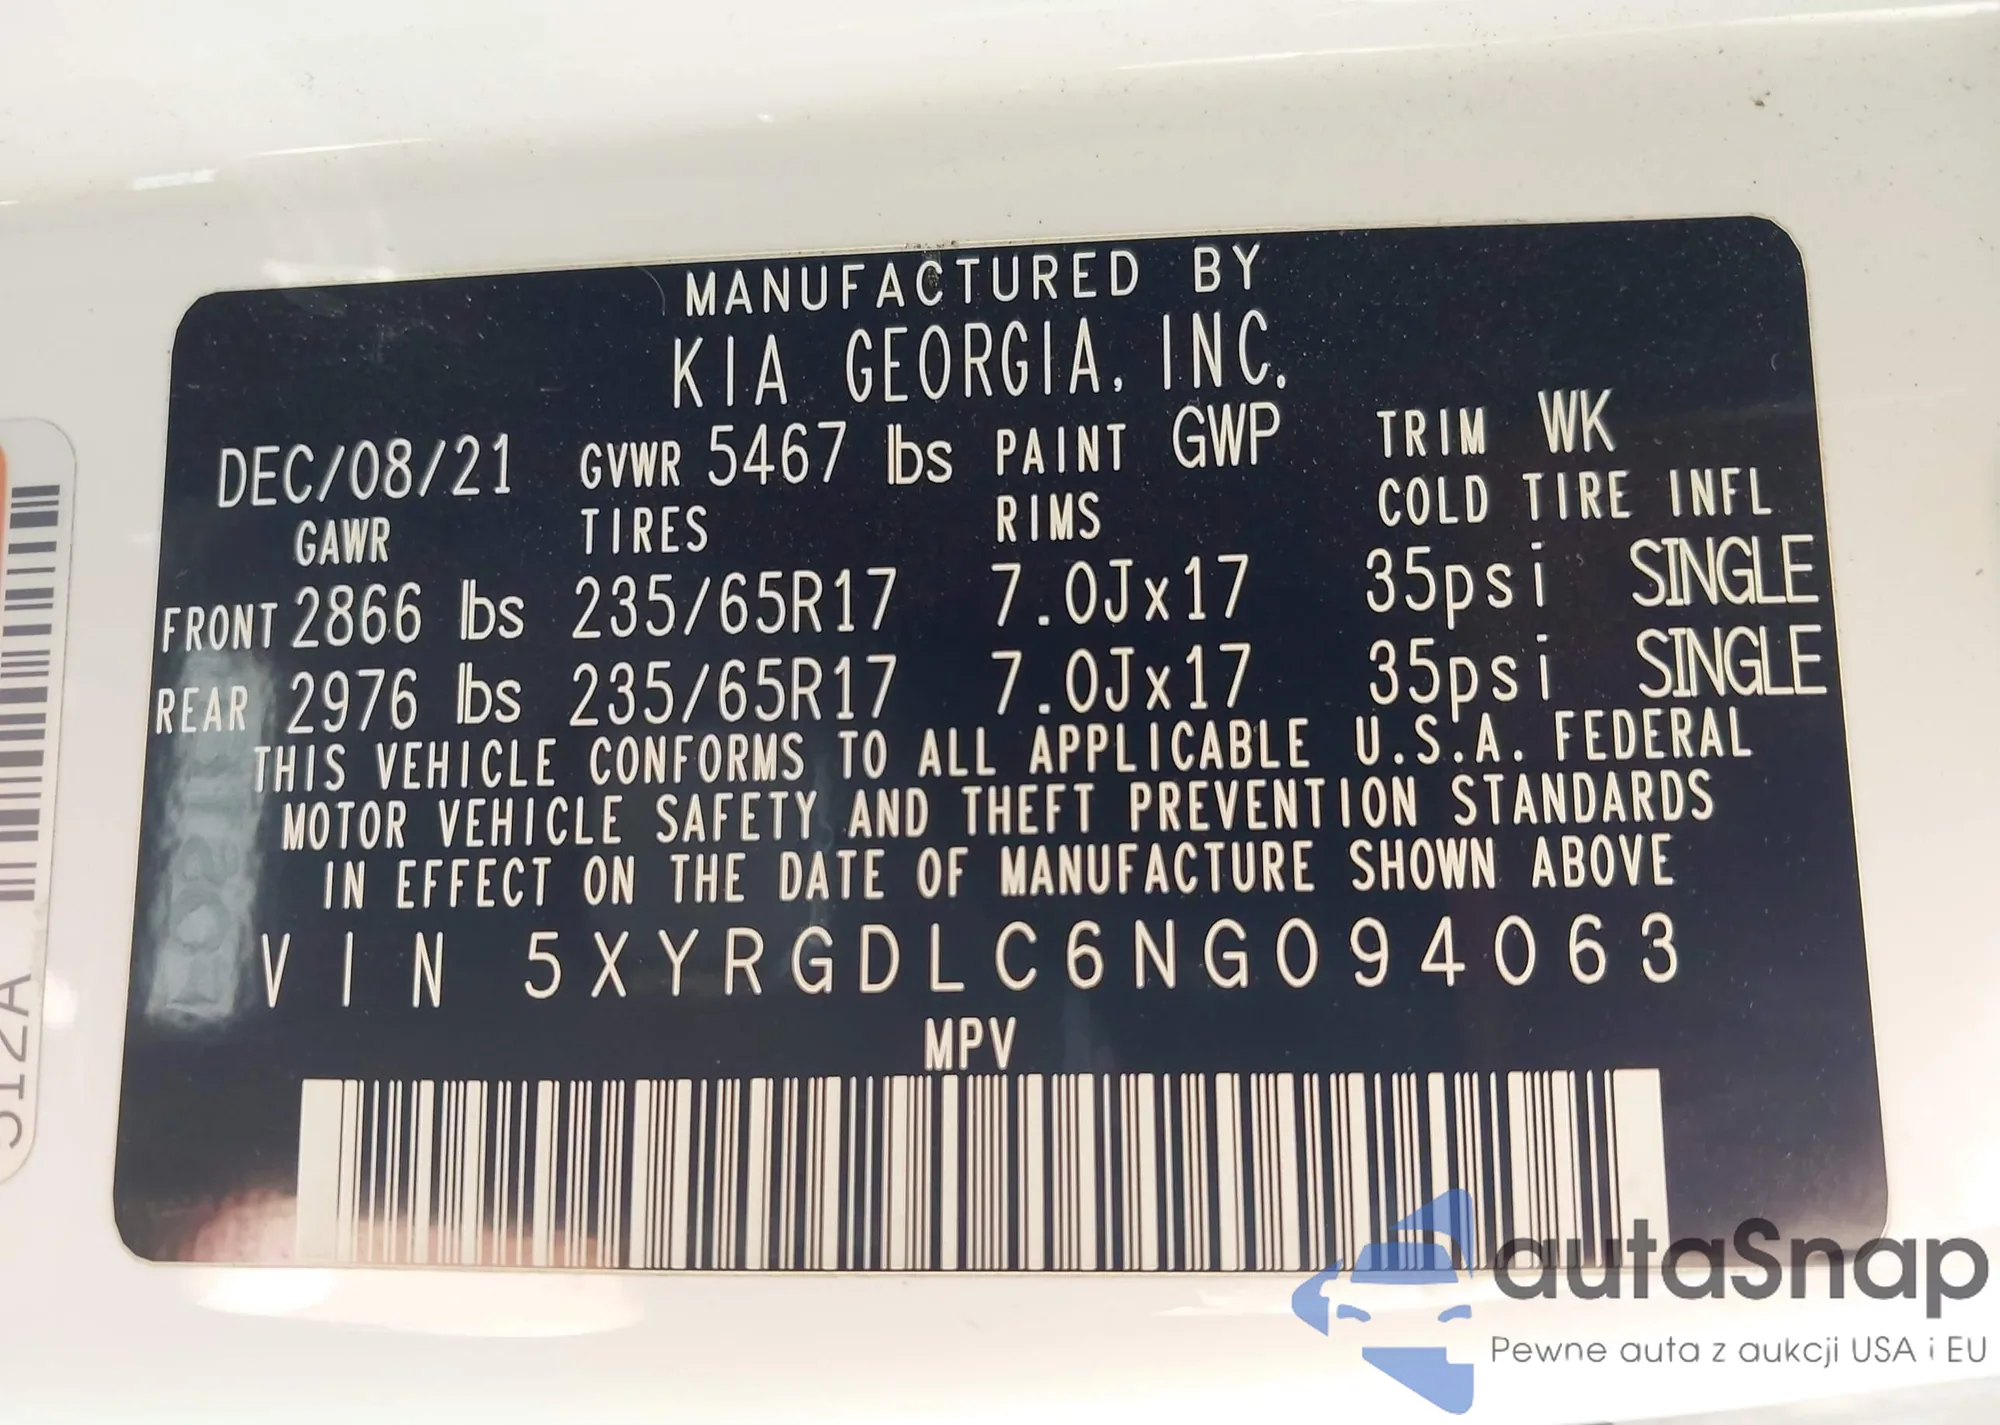 MANUFACTURED BY
KIA GEORGIA, INC.
DEC/08/21 GVWR 5467 lbs PAINT GWP TRIM WK
GAWR TIRES RIMS COLD TIRE INFL
FRONT 2866 lbs 235/65R17 7.0Jx17 35psi SINGLE
REAR 2976 lbs 235/65R17 7.0Jx17 35psi SINGLE
THIS VEHICLE CONFORMS TO ALL APPLICABLE U.S.A. FEDERAL
MOTOR VEHICLE SAFETY AND THEFT PREVENTION STANDARDS
IN EFFECT ON THE DATE OF MANUFACTURE SHOWN ABOVE
VIN 5XYRGDLC6NG094063
MPV
autaSnap
Pewne auta z aukcji USA i EU